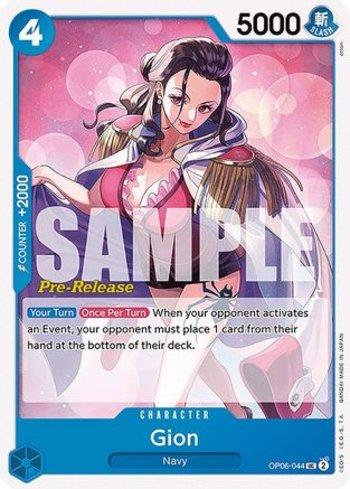 4
5000
斬
SLASH
COUNTER +2000
SAMPLE
Pre-Release
Your Turn Once Per Turn When your opponent activates
an Event, your opponent must place 1 card from their
hand at the bottom of their deck.
CHARACTER
Gion
Navy
OP06-044 UC 2
©E/S ©E.O./S. T.A. BANDAI MADE IN JAPAN